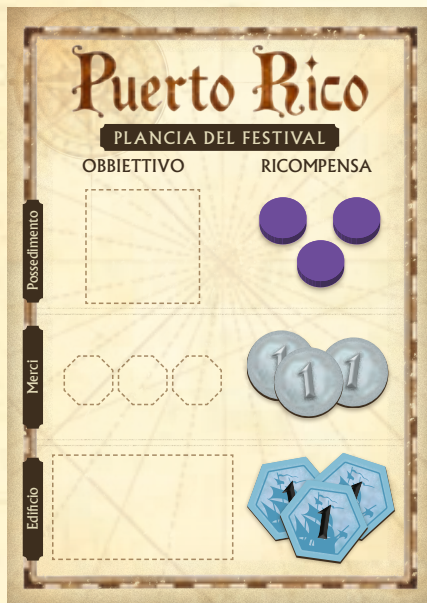 Puerto Rico
PLANCIA DEL FESTIVAL
OBBIETTIVO RICOMPENSA
Possedimento
Merci
1 1 1
Edificio
1 1 1